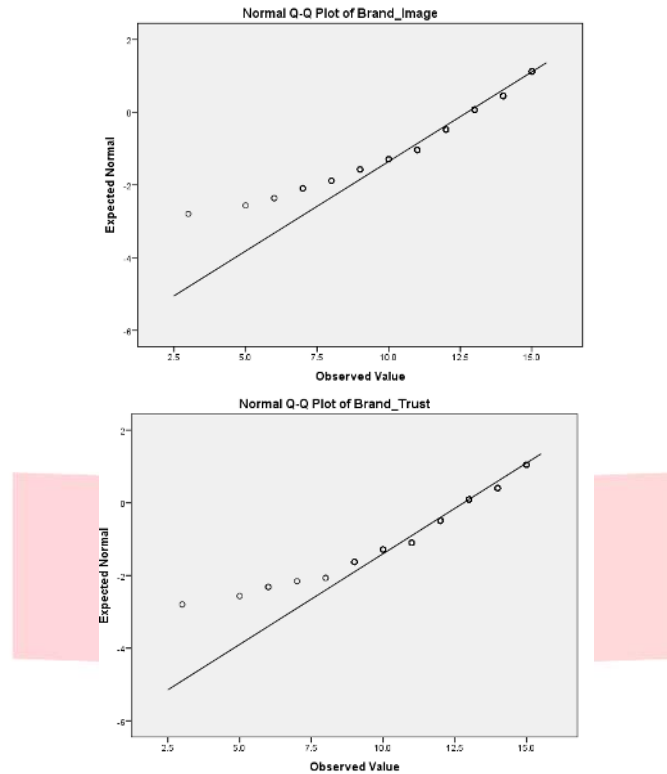 Normal Q-Q Plot of Brand_Image
2
0
-2
-4
-6
Expected Normal
2.5 5.0 7.5 10.0 12.5 15.0
Observed Value
Normal Q-Q Plot of Brand_Trust
2
0
-2
-4
-6
Expected Normal
2.5 5.0 7.5 10.0 12.5 15.0
Observed Value